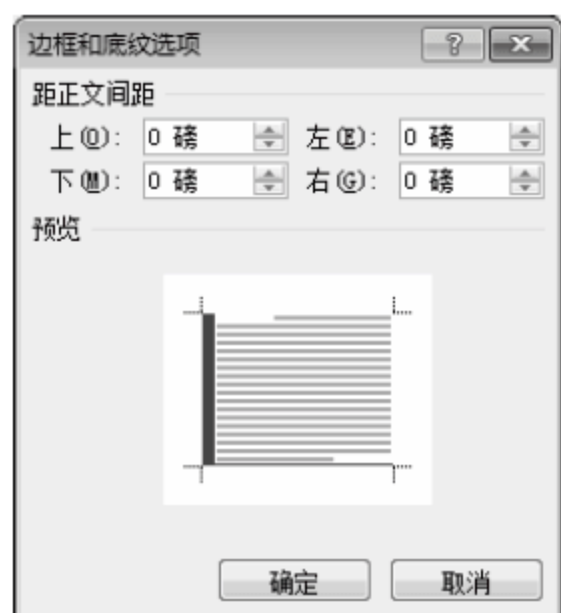 边框和底纹选项
距正文间距
上(O): 0 磅 左(E): 0 磅
下(M): 0 磅 右(G): 0 磅
预览
确定 取消